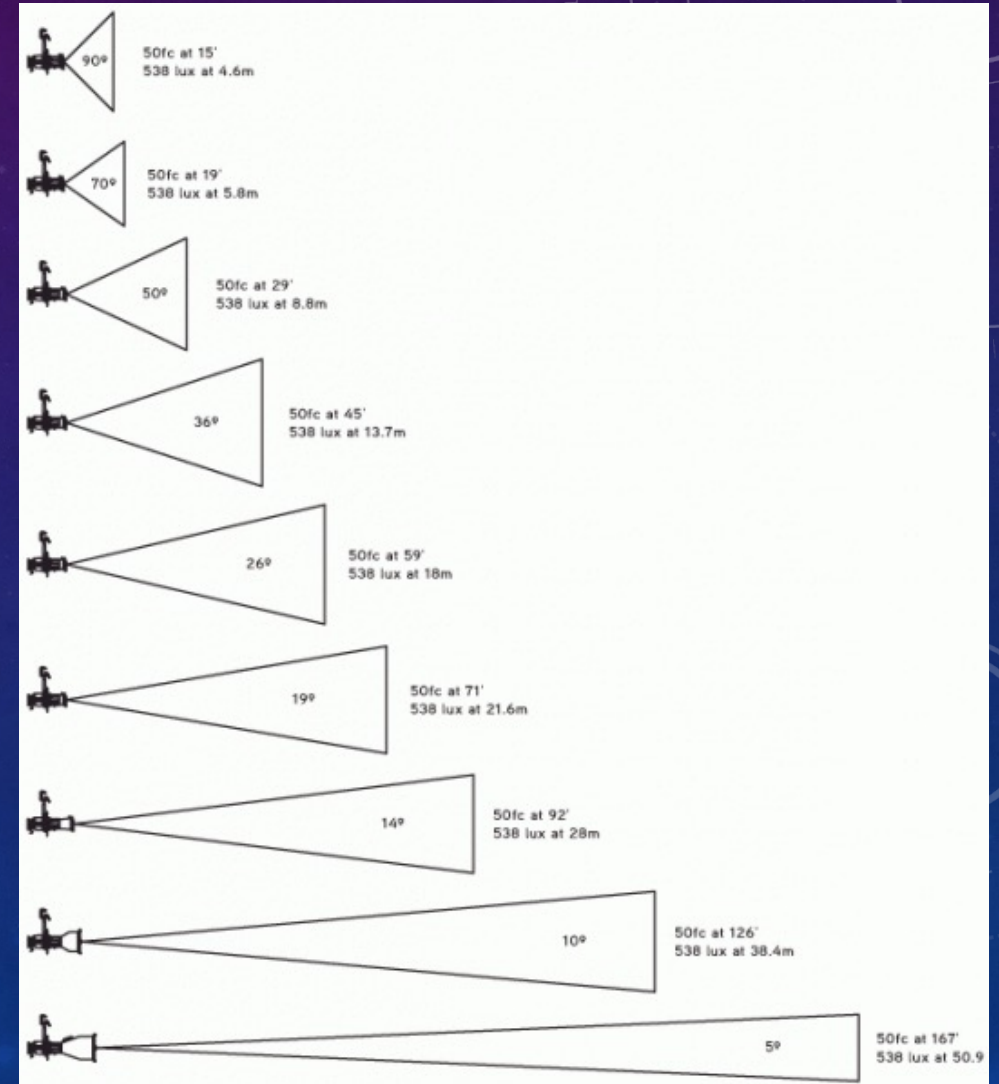 90º
50fc at 15'
538 lux at 4.6m
70º
50fc at 19'
538 lux at 5.8m
50º
50fc at 29'
538 lux at 8.8m
36º
50fc at 45'
538 lux at 13.7m
26º
50fc at 59'
538 lux at 18m
19º
50fc at 71'
538 lux at 21.6m
14º
50fc at 92'
538 lux at 28m
10º
50fc at 126'
538 lux at 38.4m
5º
50fc at 167'
538 lux at 50.9